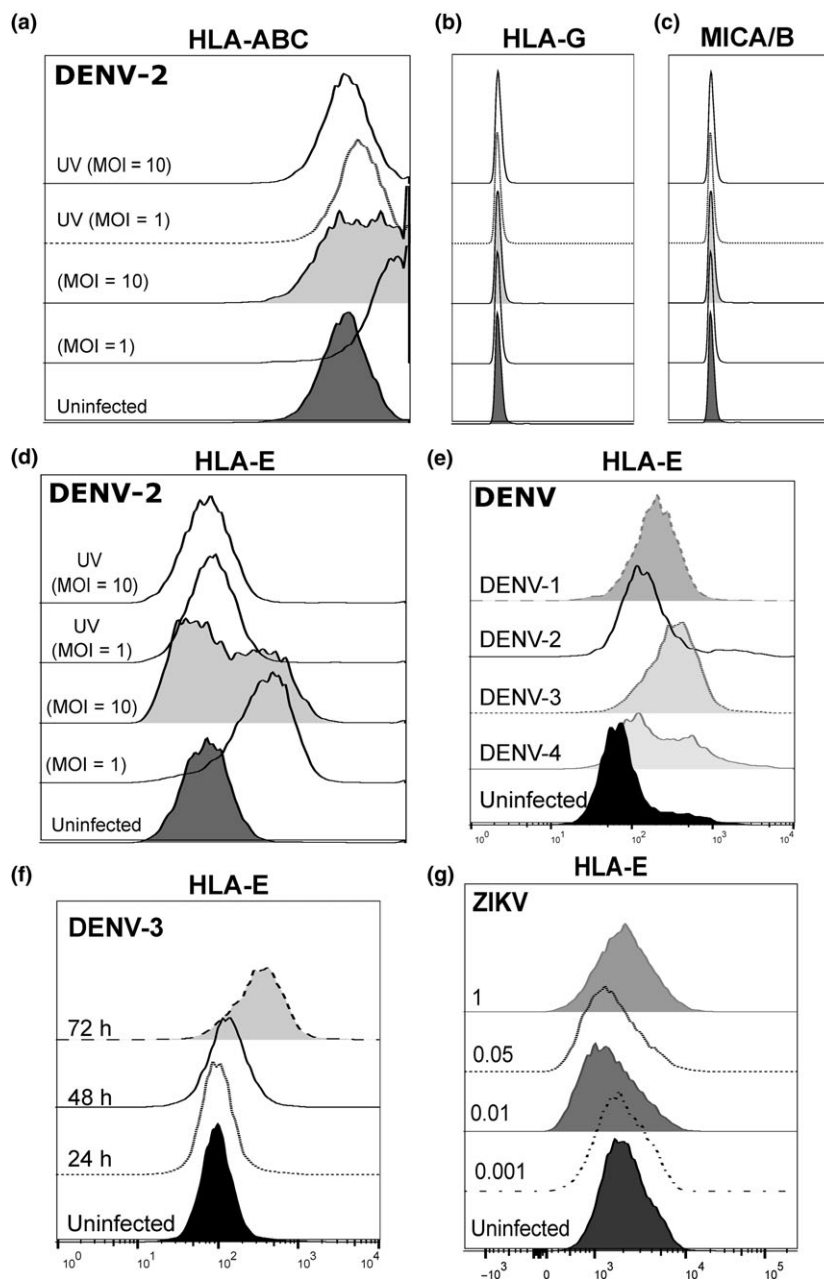 (a)
HLA-ABC
DENV-2
UV (MOI = 10)
UV (MOI = 1)
(MOI = 10)
(MOI = 1)
Uninfected
(b)
HLA-G
(c)
MICA/B
(d)
HLA-E
DENV-2
UV
(MOI = 10)
UV
(MOI = 1)
(MOI = 10)
(MOI = 1)
Uninfected
(e)
HLA-E
DENV
DENV-1
DENV-2
DENV-3
DENV-4
Uninfected
10⁰ 10¹ 10² 10³ 10⁴
(f)
HLA-E
DENV-3
72 h
48 h
24 h
Uninfected
10⁰ 10¹ 10² 10³ 10⁴
(g)
HLA-E
ZIKV
1
0.05
0.01
0.001
Uninfected
-10³ 0 10³ 10⁴ 10⁵